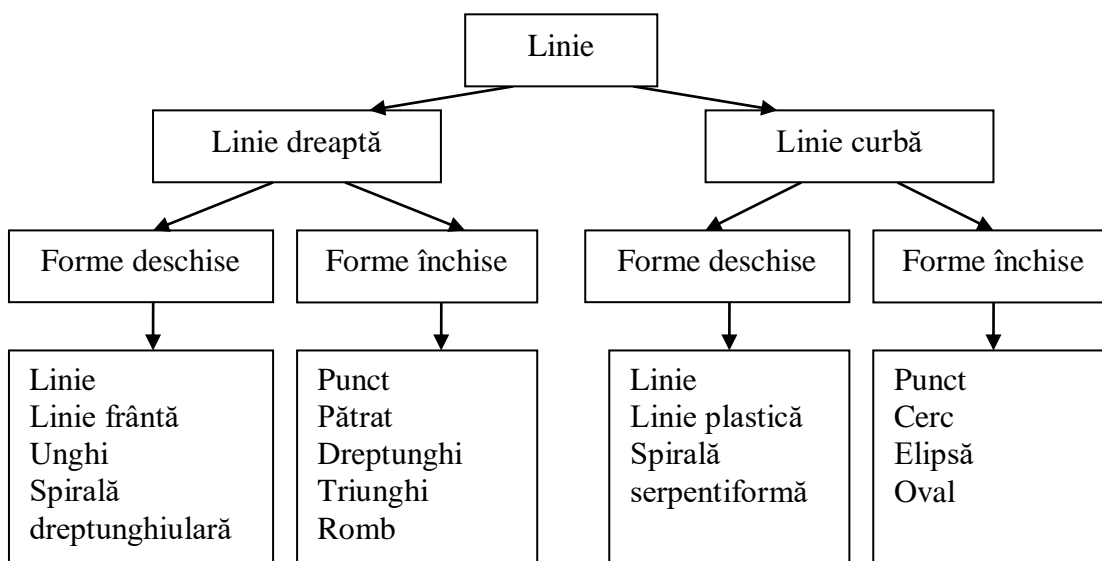 Linie
Linie dreaptă
Linie curbă
Forme deschise
Forme închise
Forme deschise
Forme închise
Linie
Linie frântă
Unghi
Spirală
dreptunghiulară
Punct
Pătrat
Dreptunghi
Triunghi
Romb
Linie
Linie plastică
Spirală
serpentiformă
Punct
Cerc
Elipsă
Oval